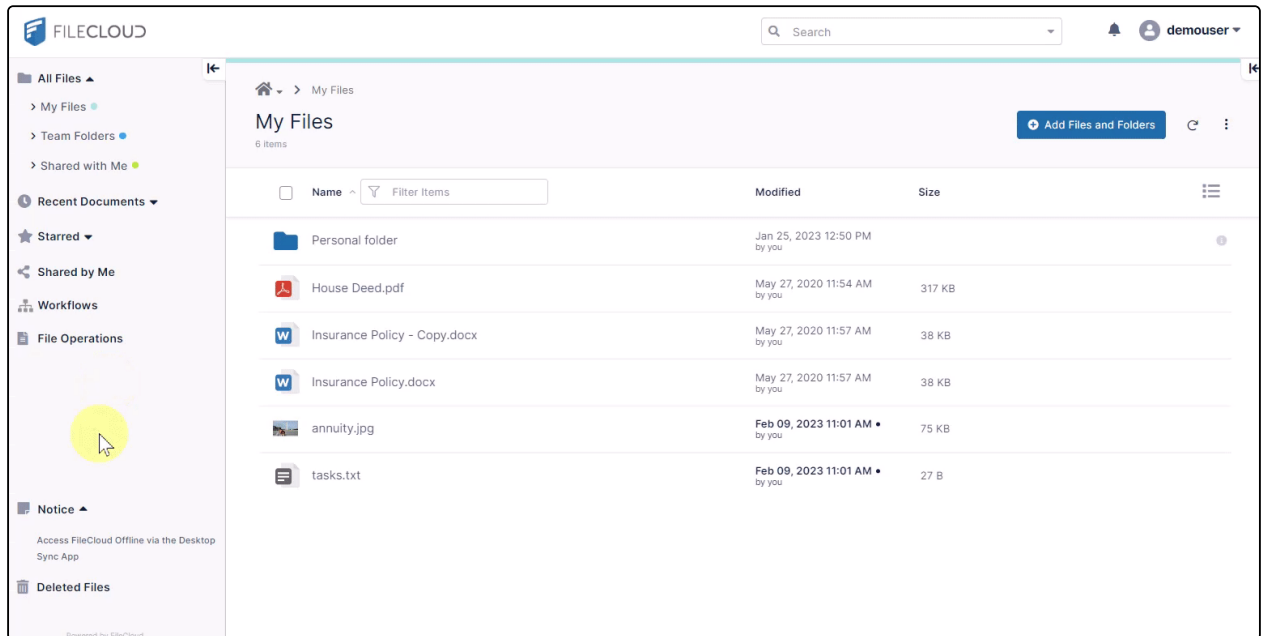 FILECLOUD
Search
demouser
All Files
My Files
Team Folders
Shared with Me
Recent Documents
Starred
Shared by Me
Workflows
File Operations
Notice
Access FileCloud Offline via the Desktop
Sync App
Deleted Files
Powered by FileCloud
My Files
My Files
6 items
Add Files and Folders
Name Filter Items Modified Size
Personal folder Jan 25, 2023 12:50 PM
by you
House Deed.pdf May 27, 2020 11:54 AM 317 KB
by you
W Insurance Policy - Copy.docx May 27, 2020 11:57 AM 38 KB
by you
W Insurance Policy.docx May 27, 2020 11:57 AM 38 KB
by you
annuity.jpg Feb 09, 2023 11:01 AM 75 KB
by you
tasks.txt Feb 09, 2023 11:01 AM 27 B
by you